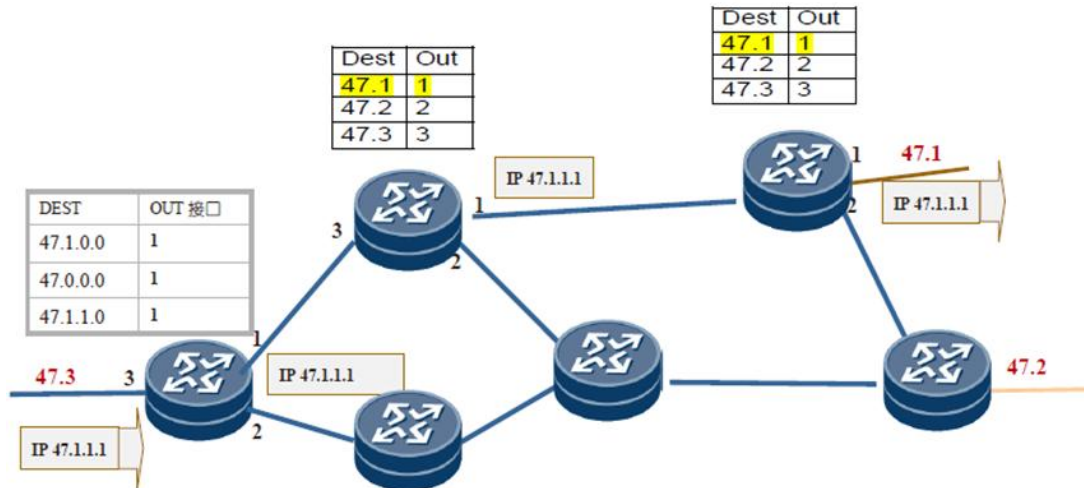 Dest Out
47.1 1
47.2 2
47.3 3
Dest Out
47.1 1
47.2 2
47.3 3
DEST OUT 接口
47.1.0.0 1
47.0.0.0 1
47.1.1.0 1
IP 47.1.1.1
1
47.1
IP 47.1.1.1
2
1
3
2
1
IP 47.1.1.1
47.3
3
2
IP 47.1.1.1
47.2